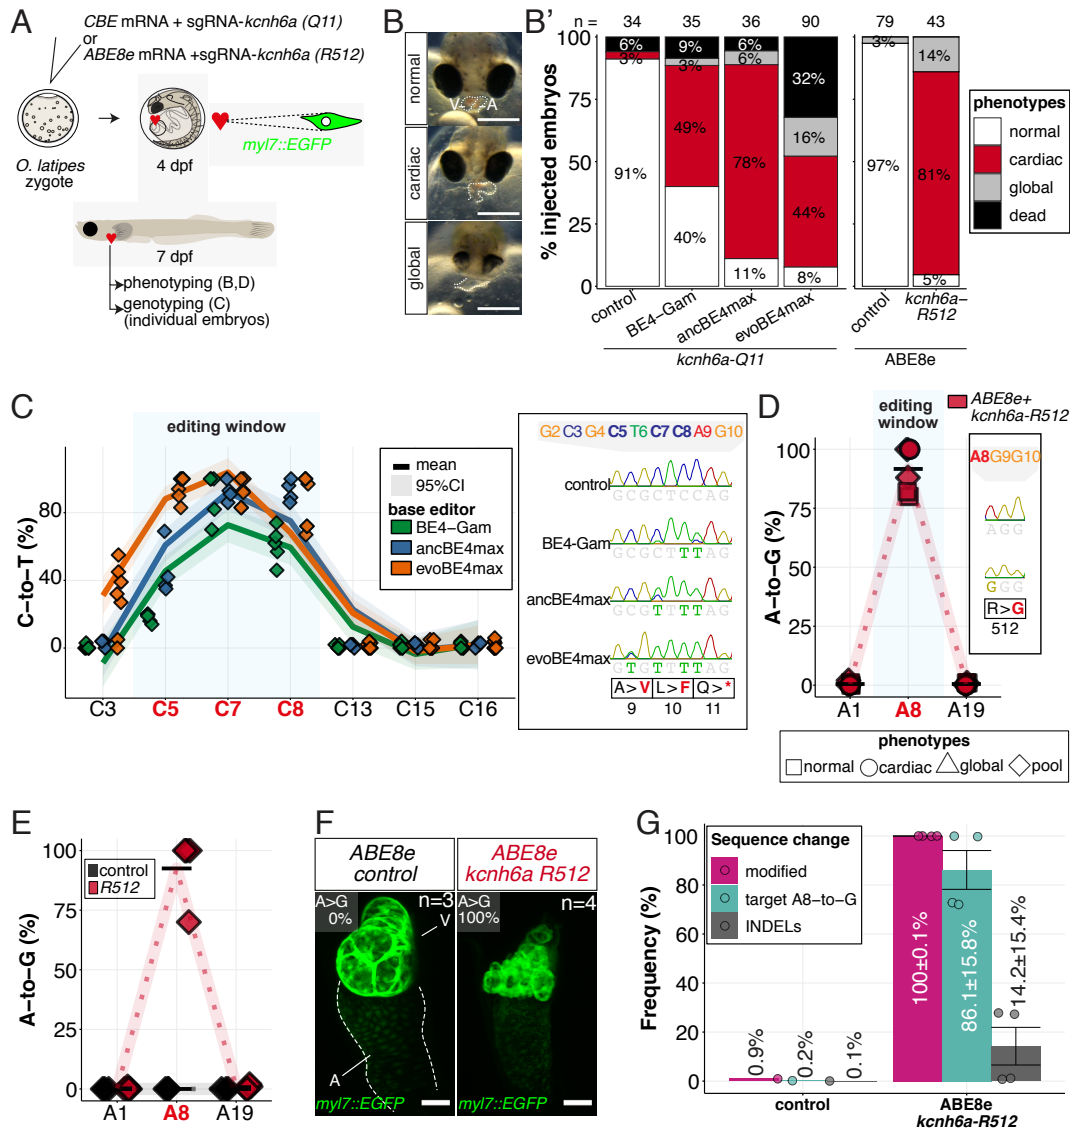 A
CBE mRNA + sgRNA-kcnh6a (Q11)
or
ABE8e mRNA +sgRNA-kcnh6a (R512)
O. latipes
zygote
4 dpf
myl7::EGFP
7 dpf
phenotyping (B,D)
genotyping (C)
(individual embryos)
B
normal
V
A
cardiac
global
B'
n = 34 35 36 90 79 43
% injected embryos
100
75
50
25
0
6%
3%
91%
9%
3%
49%
40%
6%
6%
78%
11%
32%
16%
44%
8%
3%
97%
14%
81%
5%
control
BE4-Gam
ancBE4max
evoBE4max
kcnh6a-Q11
control
kcnh6a-
R512
ABE8e
phenotypes
normal
cardiac
global
dead
C
editing window
C-to-T (%)
80
40
0
C3 C5 C7 C8 C13 C15 C16
mean
95%CI
base editor
BE4-Gam
ancBE4max
evoBE4max
G2 C3 G4 C5 T6 C7 C8 A9 G10
control
GCGCTCCAG
BE4-Gam
GCGCTTTAG
ancBE4max
GCGTTTTAG
evoBE4max
GTGTTTTAG
A>V L>F Q>*
9 10 11
D
ABE8e+
kcnh6a-R512
editing
window
A-to-G (%)
100
75
50
25
0
A1 A8 A19
A8G9G10
AGG
GGG
R>G
512
phenotypes
normal cardiac global pool
E
A-to-G (%)
100
75
50
25
0
control
R512
A1 A8 A19
F
ABE8e
control
ABE8e
kcnh6a R512
A>G
0%
n=3
V
A
myl7::EGFP
A>G
100%
n=4
myl7::EGFP
G
Frequency (%)
100
80
60
40
20
0
Sequence change
modified
target A8-to-G
INDELs
0.9%
0.2%
0.1%
100±0.1%
86.1±15.8%
14.2±15.4%
control
ABE8e
kcnh6a-R512